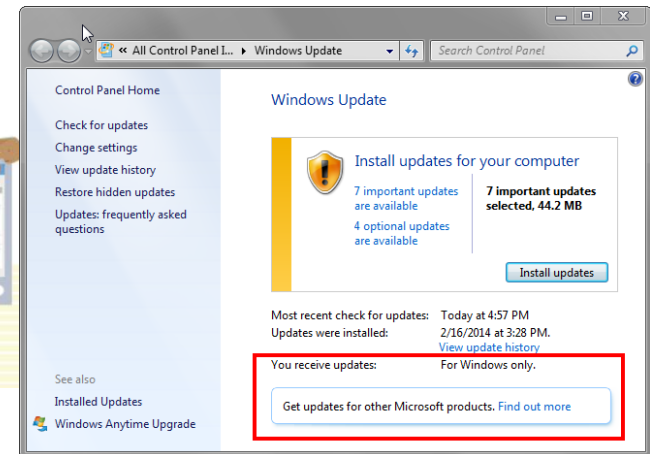 « All Control Panel I... ▸ Windows Update
Search Control Panel
Control Panel Home
Check for updates
Change settings
View update history
Restore hidden updates
Updates: frequently asked
questions
See also
Installed Updates
Windows Anytime Upgrade
Windows Update
Install updates for your computer
7 important updates
are available
4 optional updates
are available
7 important updates
selected, 44.2 MB
Install updates
Most recent check for updates: Today at 4:57 PM
Updates were installed: 2/16/2014 at 3:28 PM.
View update history
You receive updates: For Windows only.
Get updates for other Microsoft products. Find out more